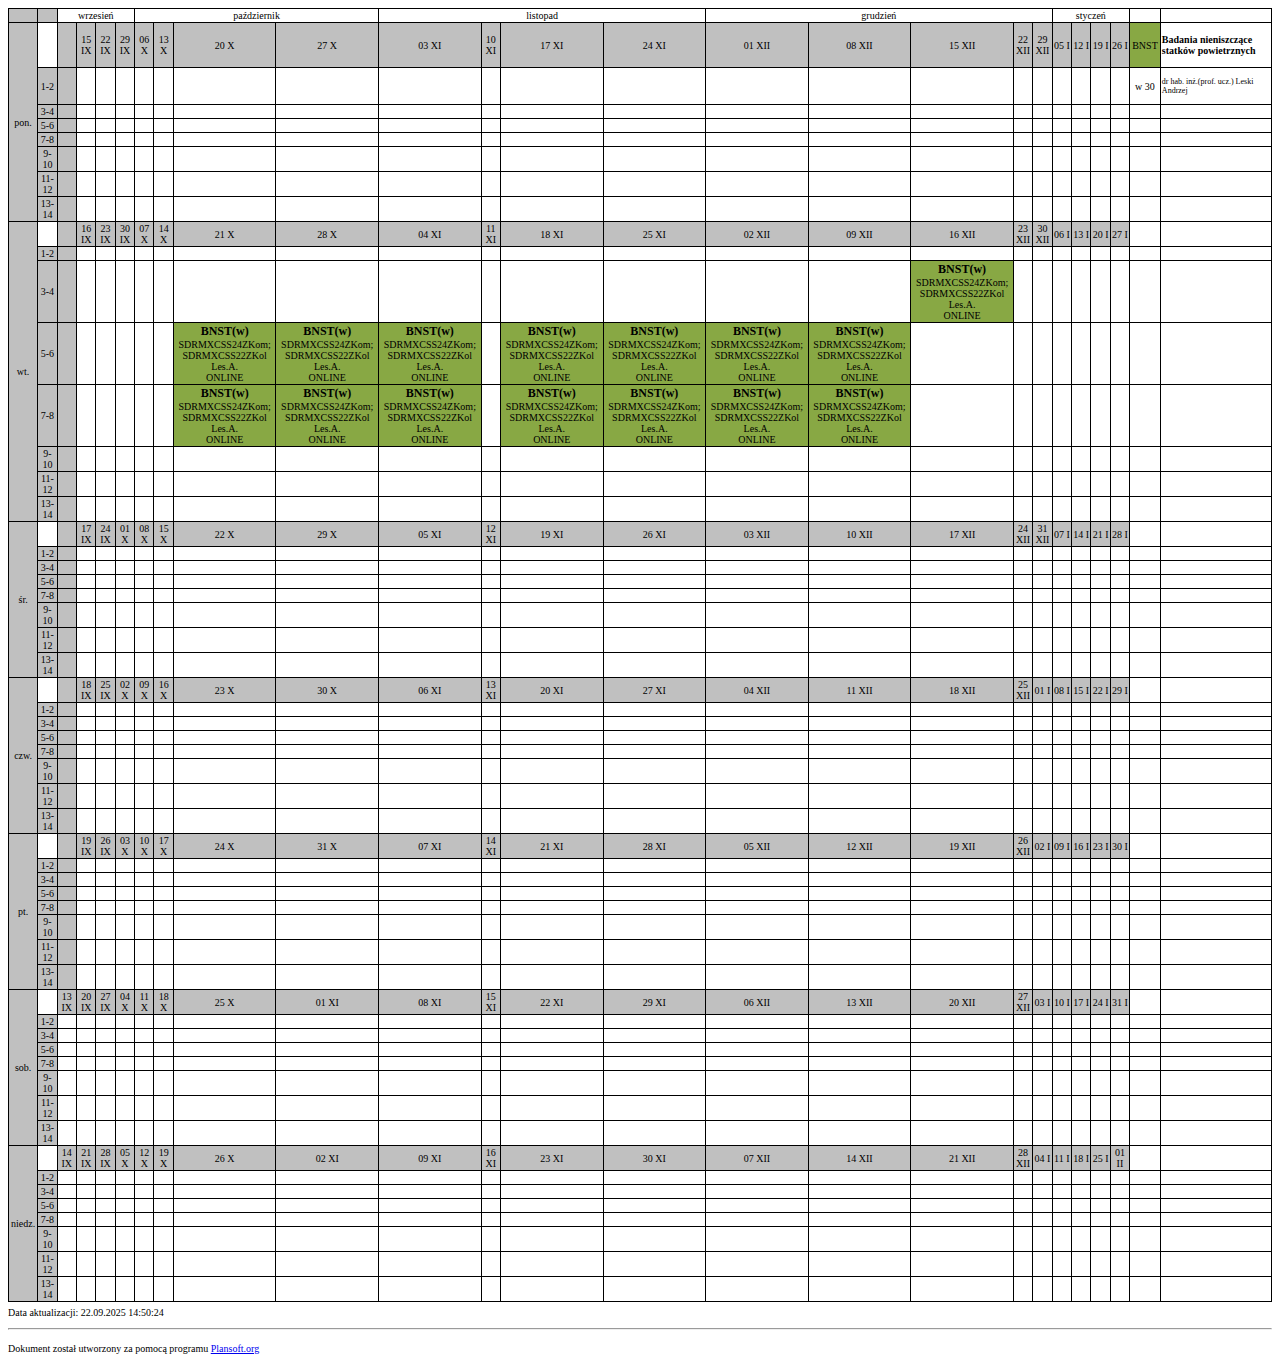 wrzesień październik listopad grudzień styczeń
pon. 15 IX 22 IX 29 IX 06 X 13 X 20 X 27 X 03 XI 10 XI 17 XI 24 XI 01 XII 08 XII 15 XII 22 XII 29 XII 05 I 12 I 19 I 26 I BNST Badania nieniszczące statków powietrznych
1-2 w 30 dr hab. inż.(prof. ucz.) Leski Andrzej
3-4
5-6
7-8
9-10
11-12
13-14
wt. 16 IX 23 IX 30 IX 07 X 14 X 21 X 28 X 04 XI 11 XI 18 XI 25 XI 02 XII 09 XII 16 XII 23 XII 30 XII 06 I 13 I 20 I 27 I
1-2
3-4 BNST(w)
SDRMXCSS24ZKom;
SDRMXCSS22ZKol
Les.A.
ONLINE
5-6 BNST(w) BNST(w) BNST(w) BNST(w) BNST(w) BNST(w) BNST(w)
SDRMXCSS24ZKom; SDRMXCSS24ZKom; SDRMXCSS24ZKom; SDRMXCSS24ZKom; SDRMXCSS24ZKom; SDRMXCSS24ZKom; SDRMXCSS24ZKom;
SDRMXCSS22ZKol SDRMXCSS22ZKol SDRMXCSS22ZKol SDRMXCSS22ZKol SDRMXCSS22ZKol SDRMXCSS22ZKol SDRMXCSS22ZKol
Les.A. Les.A. Les.A. Les.A. Les.A. Les.A. Les.A.
ONLINE ONLINE ONLINE ONLINE ONLINE ONLINE ONLINE
7-8 BNST(w) BNST(w) BNST(w) BNST(w) BNST(w) BNST(w) BNST(w)
SDRMXCSS24ZKom; SDRMXCSS24ZKom; SDRMXCSS24ZKom; SDRMXCSS24ZKom; SDRMXCSS24ZKom; SDRMXCSS24ZKom; SDRMXCSS24ZKom;
SDRMXCSS22ZKol SDRMXCSS22ZKol SDRMXCSS22ZKol SDRMXCSS22ZKol SDRMXCSS22ZKol SDRMXCSS22ZKol SDRMXCSS22ZKol
Les.A. Les.A. Les.A. Les.A. Les.A. Les.A. Les.A.
ONLINE ONLINE ONLINE ONLINE ONLINE ONLINE ONLINE
9-10
11-12
13-14
śr. 17 IX 24 IX 01 X 08 X 15 X 22 X 29 X 05 XI 12 XI 19 XI 26 XI 03 XII 10 XII 17 XII 24 XII 31 XII 07 I 14 I 21 I 28 I
1-2
3-4
5-6
7-8
9-10
11-12
13-14
czw. 18 IX 25 IX 02 X 09 X 16 X 23 X 30 X 06 XI 13 XI 20 XI 27 XI 04 XII 11 XII 18 XII 25 XII 01 I 08 I 15 I 22 I 29 I
1-2
3-4
5-6
7-8
9-10
11-12
13-14
pt. 19 IX 26 IX 03 X 10 X 17 X 24 X 31 X 07 XI 14 XI 21 XI 28 XI 05 XII 12 XII 19 XII 26 XII 02 I 09 I 16 I 23 I 30 I
1-2
3-4
5-6
7-8
9-10
11-12
13-14
sob. 13 IX 20 IX 27 IX 04 X 11 X 18 X 25 X 01 XI 08 XI 15 XI 22 XI 29 XI 06 XII 13 XII 20 XII 27 XII 03 I 10 I 17 I 24 I 31 I
1-2
3-4
5-6
7-8
9-10
11-12
13-14
niedz. 14 IX 21 IX 28 IX 05 X 12 X 19 X 26 X 02 XI 09 XI 16 XI 23 XI 30 XI 07 XII 14 XII 21 XII 28 XII 04 I 11 I 18 I 25 I 01 II
1-2
3-4
5-6
7-8
9-10
11-12
13-14
Data aktualizacji: 22.09.2025 14:50:24
Dokument został utworzony za pomocą programu Plansoft.org